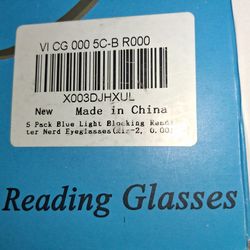 VI CG 000 5C-B R000
X003DJHXUL
New Made in China
5 Pack Blue Light Blocking
ter Nerd Eyeglasses
Reading Glasses